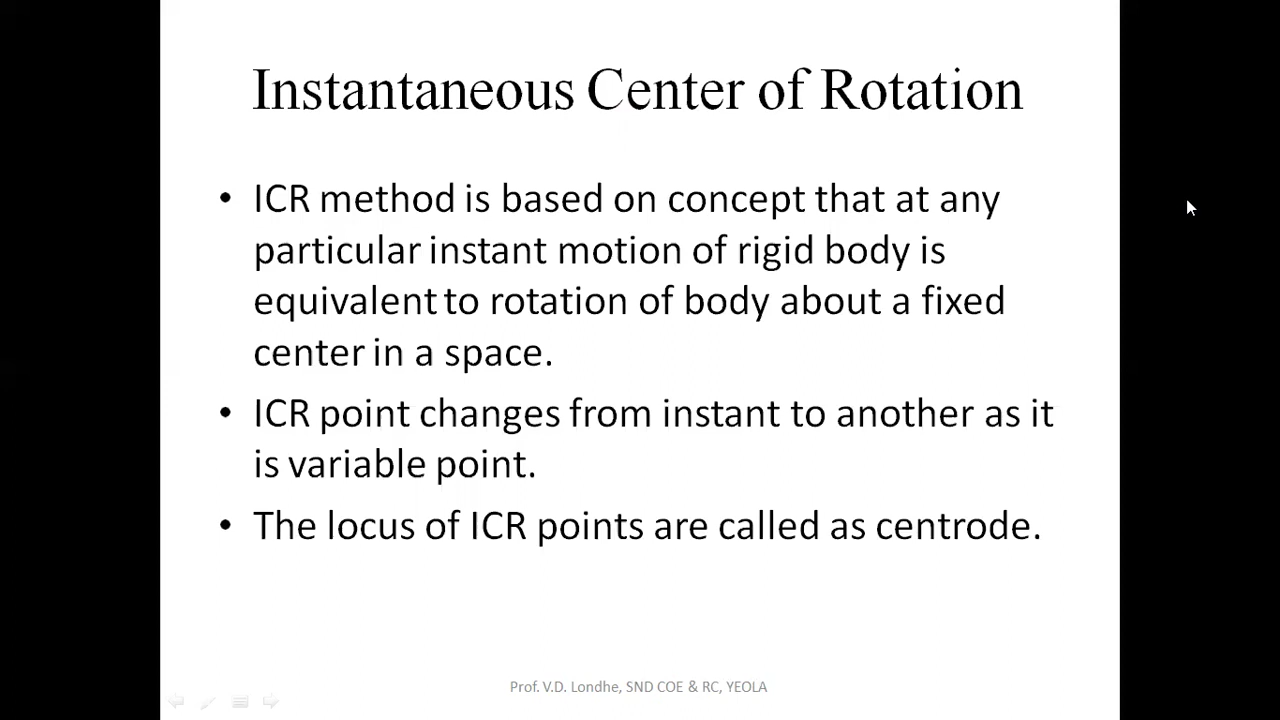 Instantaneous Center of Rotation
• ICR method is based on concept that at any
particular instant motion of rigid body is
equivalent to rotation of body about a fixed
center in a space.
• ICR point changes from instant to another as it
is variable point.
• The locus of ICR points are called as centrode.
Prof. V.D. Londhe, SND COE & RC, YEOLA